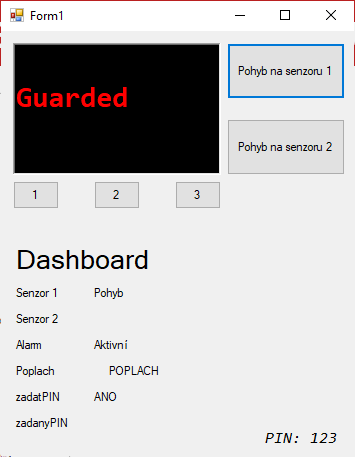 Form1
Pohyb na senzoru 1
Guarded
Pohyb na senzoru 2
1 2 3
Dashboard
Senzor 1 Pohyb
Senzor 2
Alarm Aktivní
Poplach POPLACH
zadatPIN ANO
zadanyPIN
PIN: 123